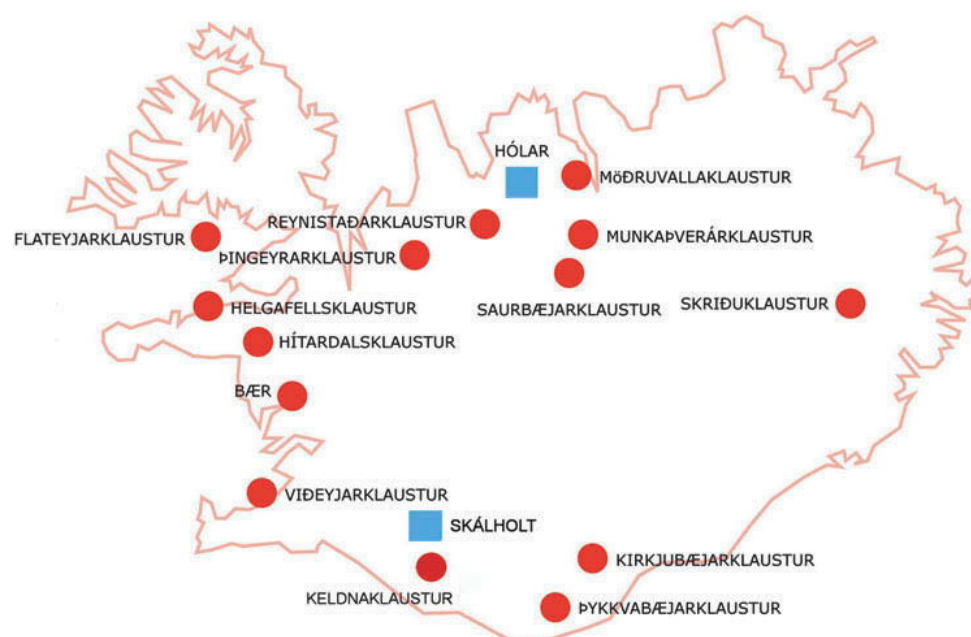 HÓLAR
MöÐRUVALLAKLAUSTUR
REYNISTAÐARKLAUSTUR
FLATEYJARKLAUSTUR
MUNKAÞVERÁRKLAUSTUR
ÞINGEYRARKLAUSTUR
HELGAFELLSKLAUSTUR
SAURBÆJARKLAUSTUR
SKRIÐUKLAUSTUR
HÍTARDALSKLAUSTUR
BÆR
VIÐEYJARKLAUSTUR
SKÁLHOLT
KIRKJUBÆJARKLAUSTUR
KELDNAKLAUSTUR
ÞYKKVABÆJARKLAUSTUR